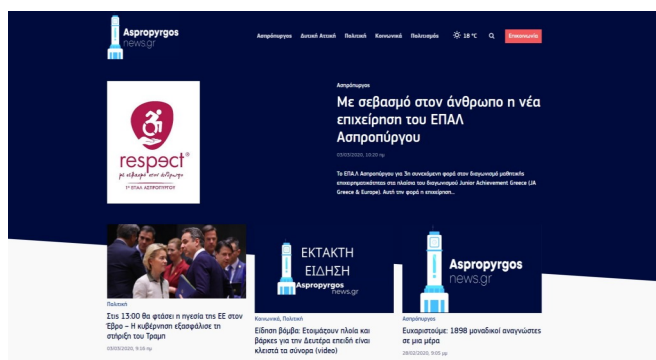 Aspropyrgos
news.gr
Ασπρόπυργος Δυτική Αττική Πολιτική Κοινωνικά Πολιτισμός 18 °C Επικοινωνία
Ασπρόπυργος
Με σεβασμό στον άνθρωπο η νέα
επιχείρηση του ΕΠΑΛ
Ασπροπύργου
03/03/2020, 10:20 πμ
Το ΕΠΑΛ Ασπροπύργου για 3η συνεχόμενη φορά στον διαγωνισμό μαθητικής
επιχειρηματικότητας στα πλαίσια του διαγωνισμού Junior Achievement Greece (JA
Greece & Europe). Αυτή την φορά η επιχείρηση...
respect®
με σεβασμό στον άνθρωπο
1° ΕΠΑΛ ΑΣΠΡΟΠΥΡΓΟΥ
Πολιτική
Στις 13:00 θα φτάσει η ηγεσία της ΕΕ στον
Έβρο – Η κυβέρνηση εξασφάλισε τη
στήριξη του Τραμπ
03/03/2020, 9:16 πμ
ΕΚΤΑΚΤΗ
ΕΙΔΗΣΗ
Aspropyrgos
news.gr
Κοινωνικά, Πολιτική
Είδηση βόμβα: Ετοιμάζουν πλοία και
βάρκες για την Δευτέρα επειδή είναι
κλειστά τα σύνορα (video)
Aspropyrgos
news.gr
Ασπρόπυργος
Ευχαριστούμε: 1898 μοναδικοί αναγνώστες
σε μια μέρα
28/02/2020, 9:05 μμ